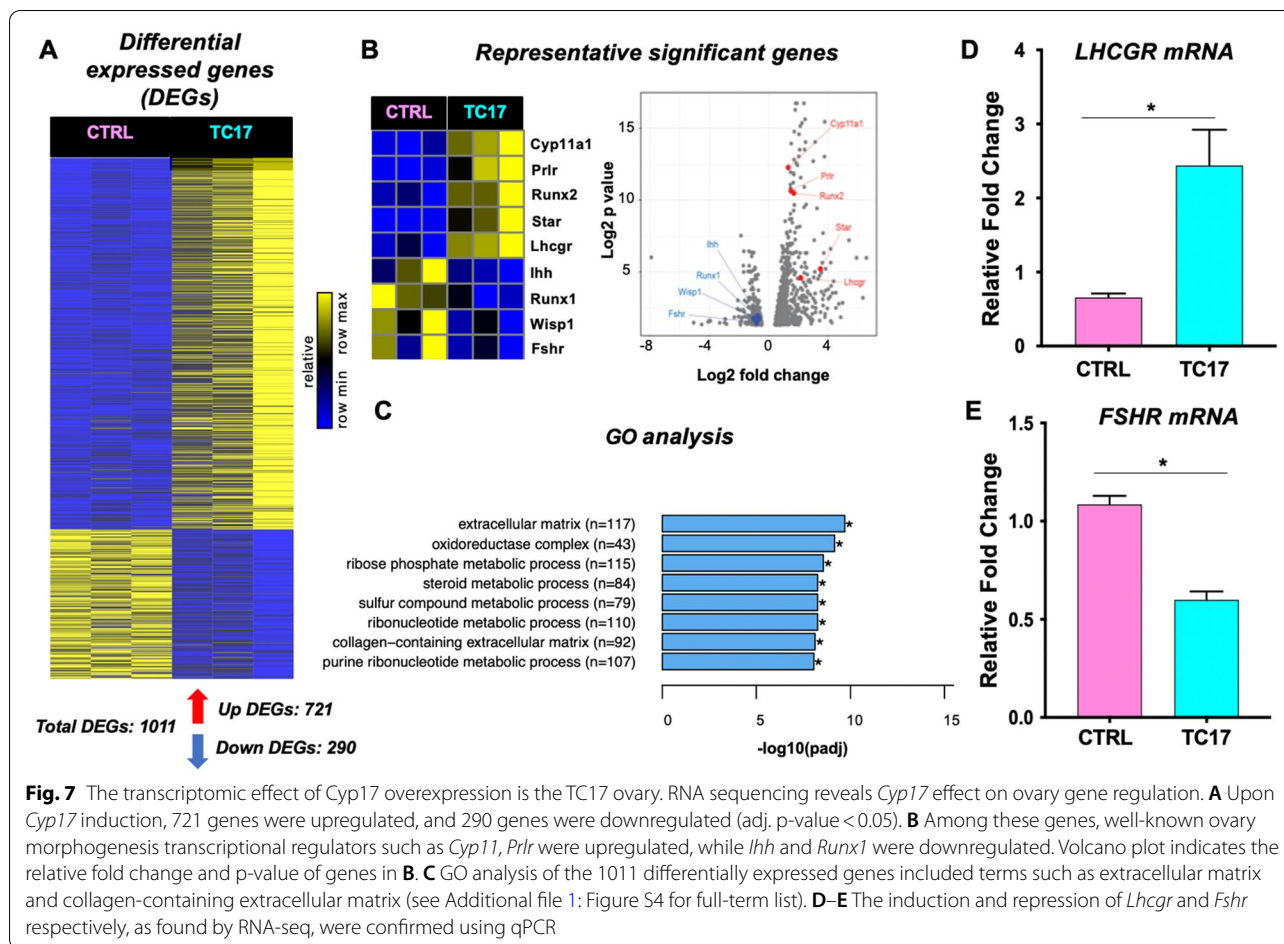 A
Differential
expressed genes
(DEGs)
CTRL TC17
relative
row min row max
Total DEGs: 1011
Up DEGs: 721
Down DEGs: 290
B
Representative significant genes
CTRL TC17
Cyp11a1
Prlr
Runx2
Star
Lhcgr
Ihh
Runx1
Wisp1
Fshr
Log2 p value
15
10
5
-8 -4 0 4
Log2 fold change
Cyp11a1
Prlr
Runx2
Star
Lhcgr
Ihh
Runx1
Wisp1
Fshr
C
GO analysis
extracellular matrix (n=117) *
oxidoreductase complex (n=43) *
ribose phosphate metabolic process (n=115) *
steroid metabolic process (n=84) *
sulfur compound metabolic process (n=79) *
ribonucleotide metabolic process (n=110) *
collagen−containing extracellular matrix (n=92) *
purine ribonucleotide metabolic process (n=107) *
0 5 10 15
-log10(padj)
D
LHCGR mRNA
Relative Fold Change
4
3
2
1
0
*
CTRL TC17
E
FSHR mRNA
Relative Fold Change
1.5
1.0
0.5
0.0
*
CTRL TC17
Fig. 7 The transcriptomic effect of Cyp17 overexpression is the TC17 ovary. RNA sequencing reveals Cyp17 effect on ovary gene regulation. A Upon
Cyp17 induction, 721 genes were upregulated, and 290 genes were downregulated (adj. p-value < 0.05). B Among these genes, well-known ovary
morphogenesis transcriptional regulators such as Cyp11, Prlr were upregulated, while Ihh and Runx1 were downregulated. Volcano plot indicates the
relative fold change and p-value of genes in B. C GO analysis of the 1011 differentially expressed genes included terms such as extracellular matrix
and collagen-containing extracellular matrix (see Additional file 1: Figure S4 for full-term list). D–E The induction and repression of Lhcgr and Fshr
respectively, as found by RNA-seq, were confirmed using qPCR